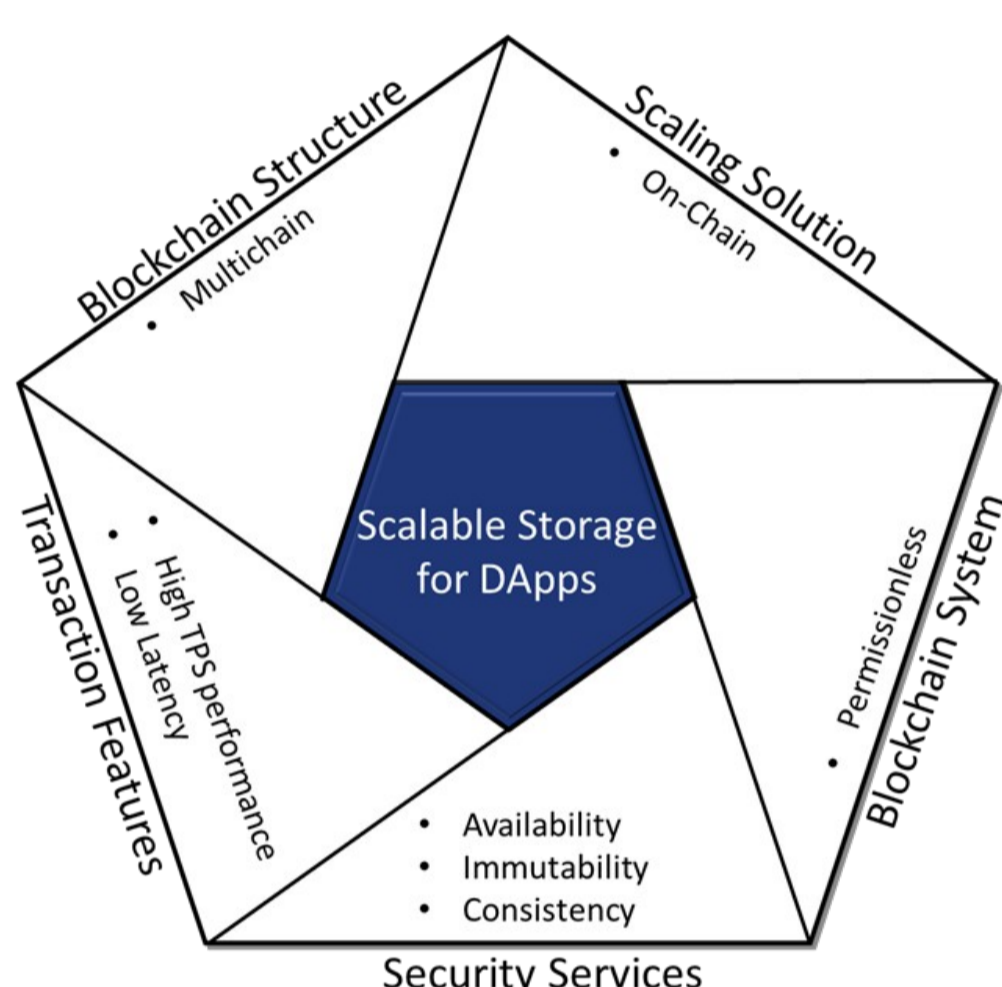 Blockchain Structure
• Multichain
Scaling Solution
• On-Chain
Scalable Storage
for DApps
Transaction Features
• High TPS performance
• Low Latency
Blockchain System
• Permissionless
• Availability
• Immutability
• Consistency
Security Services